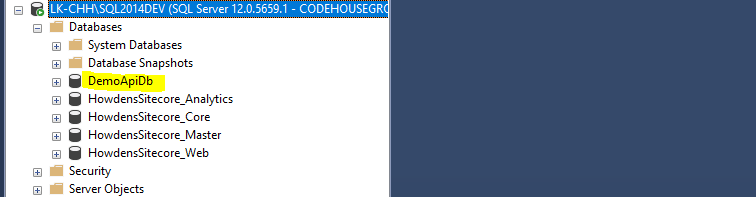 LK-CHH\SQL2014DEV (SQL Server 12.0.5659.1 - CODEHOUSEGRO
Databases
System Databases
Database Snapshots
DemoApiDb
HowdensSitecore_Analytics
HowdensSitecore_Core
HowdensSitecore_Master
HowdensSitecore_Web
Security
Server Objects